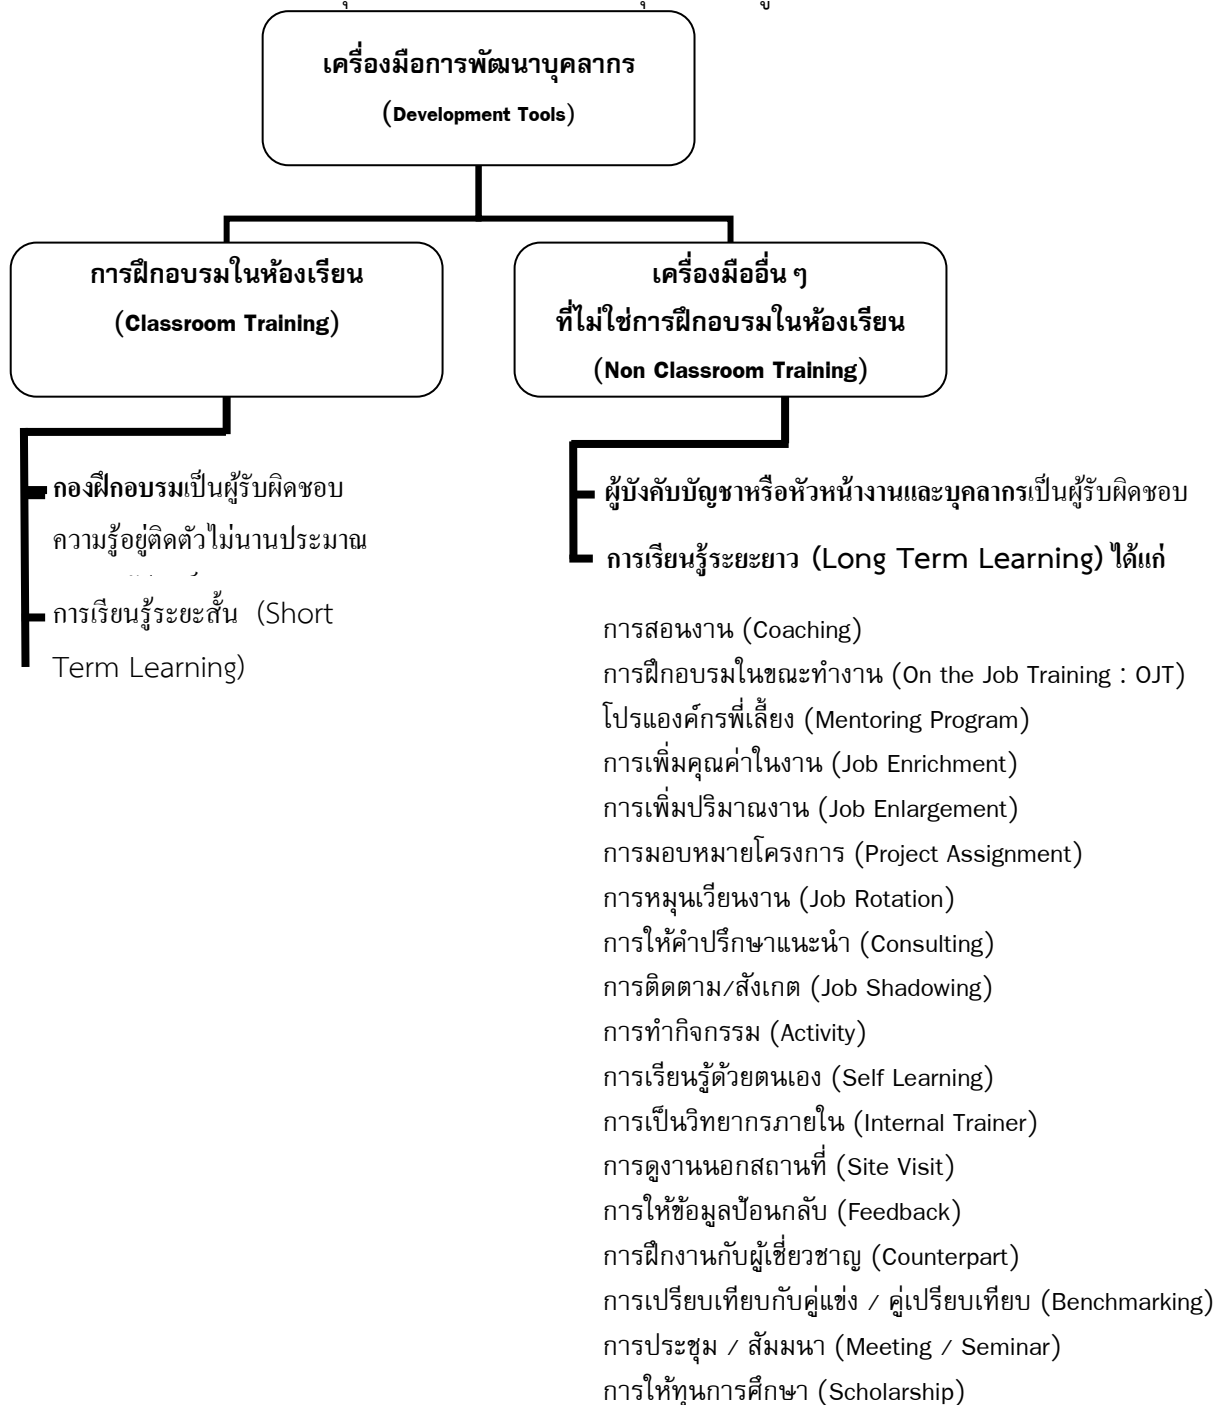 เครื่องมือการพัฒนาบุคลากร
(Development Tools)
การฝึกอบรมในห้องเรียน
(Classroom Training)
เครื่องมืออื่น ๆ
ที่ไม่ใช่การฝึกอบรมในห้องเรียน
(Non Classroom Training)
กองฝึกอบรมเป็นผู้รับผิดชอบ
ความรู้อยู่ติดตัวไม่นานประมาณ
การเรียนรู้ระยะสั้น (Short
Term Learning)
ผู้บังคับบัญชาหรือหัวหน้างานและบุคลากรเป็นผู้รับผิดชอบ
การเรียนรู้ระยะยาว (Long Term Learning) ได้แก่
การสอนงาน (Coaching)
การฝึกอบรมในขณะทำงาน (On the Job Training : OJT)
โปรแองค์กรพี่เลี้ยง (Mentoring Program)
การเพิ่มคุณค่าในงาน (Job Enrichment)
การเพิ่มปริมาณงาน (Job Enlargement)
การมอบหมายโครงการ (Project Assignment)
การหมุนเวียนงาน (Job Rotation)
การให้คำปรึกษาแนะนำ (Consulting)
การติดตาม/สังเกต (Job Shadowing)
การทำกิจกรรม (Activity)
การเรียนรู้ด้วยตนเอง (Self Learning)
การเป็นวิทยากรภายใน (Internal Trainer)
การดูงานนอกสถานที่ (Site Visit)
การให้ข้อมูลป้อนกลับ (Feedback)
การฝึกงานกับผู้เชี่ยวชาญ (Counterpart)
การเปรียบเทียบกับคู่แข่ง / คู่เปรียบเทียบ (Benchmarking)
การประชุม / สัมมนา (Meeting / Seminar)
การให้ทุนการศึกษา (Scholarship)